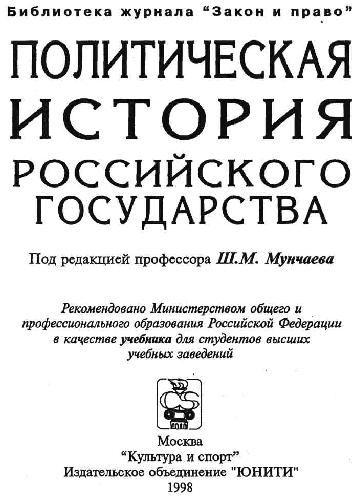 Библиотека журнала "Закон и право"
ПОЛИТИЧЕСКАЯ
ИСТОРИЯ
РОССИЙСКОГО
ГОСУДАРСТВА
Под редакцией профессора Ш.М. Мунчаева
Рекомендовано Министерством общего и
профессионального образования Российской Федерации
в качестве учебника для студентов высших
учебных заведений
Москва
"Культура и спорт"
Издательское объединение "ЮНИТИ"
1998